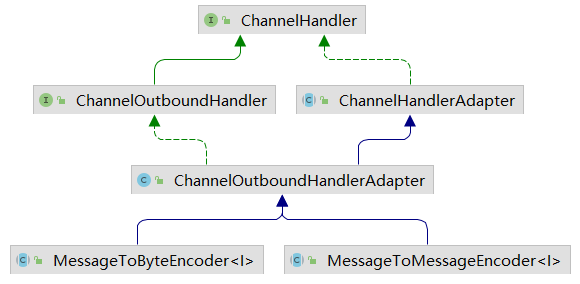 I ChannelHandler
I ChannelOutboundHandler
C ChannelHandlerAdapter
C ChannelOutboundHandlerAdapter
C MessageToByteEncoder<I>
C MessageToMessageEncoder<I>